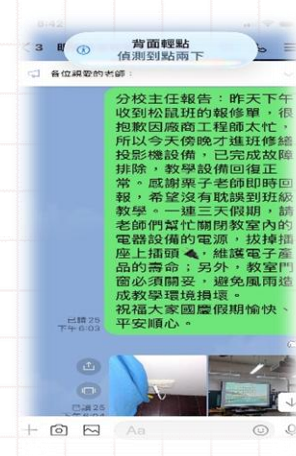 8:42
背面輕點
偵測到點兩下
3
各位親愛的老師：
分校主任報告：昨天下午
收到松鼠班的報修單，很
抱歉因廠商工程師太忙，
所以今天傍晚才進班修繕
投影機設備，已完成故障
排除，教學設備回復正
常。感謝栗子老師即時回
報，希望沒有耽誤到班級
教學。一連三天假期，請
老師們幫忙關閉教室內的
電器設備的電源，拔掉插
座上插頭🔌，維護電子產
品的壽命；另外，教室門
窗必須關妥，避免風雨造
成教學環境損壞。
祝福大家國慶假期愉快、
平安順心。
已讀 25
下午 6:03
已讀 25
Aa